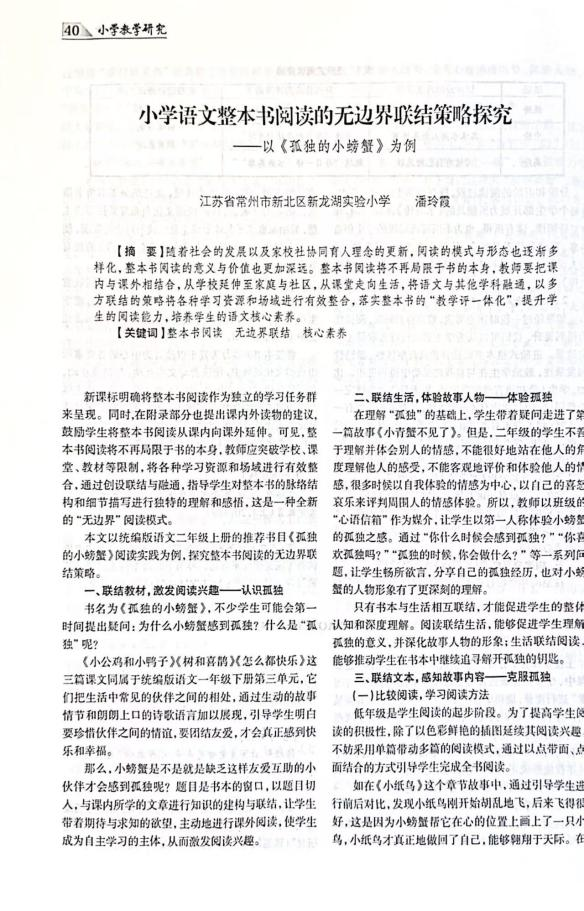 40 小学教学研究
小学语文整本书阅读的无边界联结策略探究
——以《孤独的小螃蟹》为例
江苏省常州市新北区新龙湖实验小学 潘玲霞
【摘 要】随着社会的发展以及家校社协同育人理念的更新，阅读的模式与形态也逐渐多
样化，整本书阅读的意义与价值也更加深远。整本书阅读将不再局限于书的本身，教师要把课
内与课外相结合，从学校延伸至家庭与社区，从课堂走向生活，将语文与其他学科融通，以多
方联结的策略将各种学习资源和场域进行有效整合，落实整本书的“教学评一体化”，提升学
生的阅读能力，培养学生的语文核心素养。
【关键词】整本书阅读 无边界联结 核心素养
新课标明确将整本书阅读作为独立的学习任务群
来呈现。同时，在附录部分也提出课内外读物的建议，
鼓励学生将整本书阅读从课内向课外延伸。可见，整
本书阅读将不再局限于书的本身，教师应突破学校、课
堂、教材等限制，将各种学习资源和场域进行有效整
合，通过创设联结与融通，指导学生对整本书的脉络结
构和细节描写进行独特的理解和感悟，这是一种全新
的“无边界”阅读模式。
本文以统编版语文二年级上册的推荐书目《孤独
的小螃蟹》阅读实践为例，探究整本书阅读的无边界联
结策略。
一、联结教材，激发阅读兴趣——认识孤独
书名为《孤独的小螃蟹》，不少学生可能会第一
时间提出疑问：为什么小螃蟹感到孤独？什么是“孤
独”呢？
《小公鸡和小鸭子》《树和喜鹊》《怎么都快乐》这
三篇课文同属于统编版语文一年级下册第三单元，它
们把生活中常见的伙伴之间的相处，通过生动的故事
情节和朗朗上口的诗歌语言加以展现，引导学生明白
要珍惜伙伴之间的情谊，要团结友爱，才会真正感到快
乐和幸福。
那么，小螃蟹是不是就是缺乏这样友爱互助的小
伙伴才会感到孤独呢？题目是书本的窗口，以题目切
入，与课内所学的文章进行知识的建构与联结，让学生
带着期待与求知的欲望，主动地进行课外阅读，使学生
成为自主学习的主体，从而激发阅读兴趣。
二、联结生活，体验故事人物——体验孤独
在理解“孤独”的基础上，学生带着疑问走进了第
一篇故事《小青蟹不见了》。但是，二年级的学生不善
于理解并体会别人的情感，不能很好地站在他人的角
度理解他人的感受，不能客观地评价和体验他人的情
感，很多时候以自我体验的情感为中心，以自己的喜怒
哀乐来评判周围人的情感体验。所以，教师以班级的
“心语信箱”作为媒介，让学生以第一人称体验小螃蟹
的孤独之感。通过“你什么时候会感到孤独？”“你喜
欢孤独吗？”“孤独的时候，你会做什么？”等一系列问
题，让学生畅所欲言，分享自己的孤独经历，也对小螃
蟹的人物形象有了更深刻的理解。
只有书本与生活相互联结，才能促进学生的整体
认知和深度理解。阅读联结生活，能够促进学生理解
孤独的意义，并深化故事人物的形象；生活联结阅读，
能够推动学生在书本中继续追寻解开孤独的钥匙。
三、联结文本，感知故事内容——克服孤独
（一）比较阅读，学习阅读方法
低年级是学生阅读的起步阶段。为了提高学生阅
读的积极性，除了以色彩鲜艳的插图延续其阅读兴趣，
不妨采用单篇带动多篇的阅读模式，通过以点带面、点
面结合的方式引导学生完成全书阅读。
如在《小纸鸟》这个章节故事中，通过引导学生进
行前后对比，发现小纸鸟刚开始胡乱地飞，后来飞得很
好，这是因为小螃蟹帮它在心的位置上画上了一只小
鸟，小纸鸟才真正地做回了自己，能够翱翔于天际。在